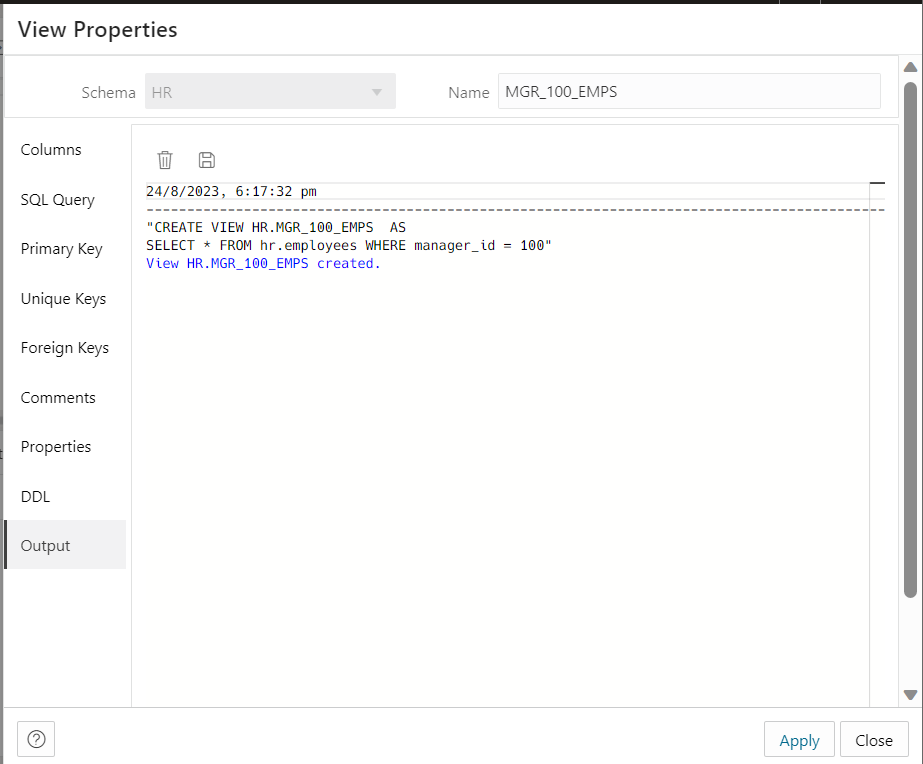 View Properties
Schema HR Name MGR_100_EMPS
Columns
SQL Query
Primary Key
Unique Keys
Foreign Keys
Comments
Properties
DDL
Output
24/8/2023, 6:17:32 pm
--------------------------------------------------------------------------------------------
"CREATE VIEW HR.MGR_100_EMPS  AS
SELECT * FROM hr.employees WHERE manager_id = 100"
View HR.MGR_100_EMPS created.
? Apply Close